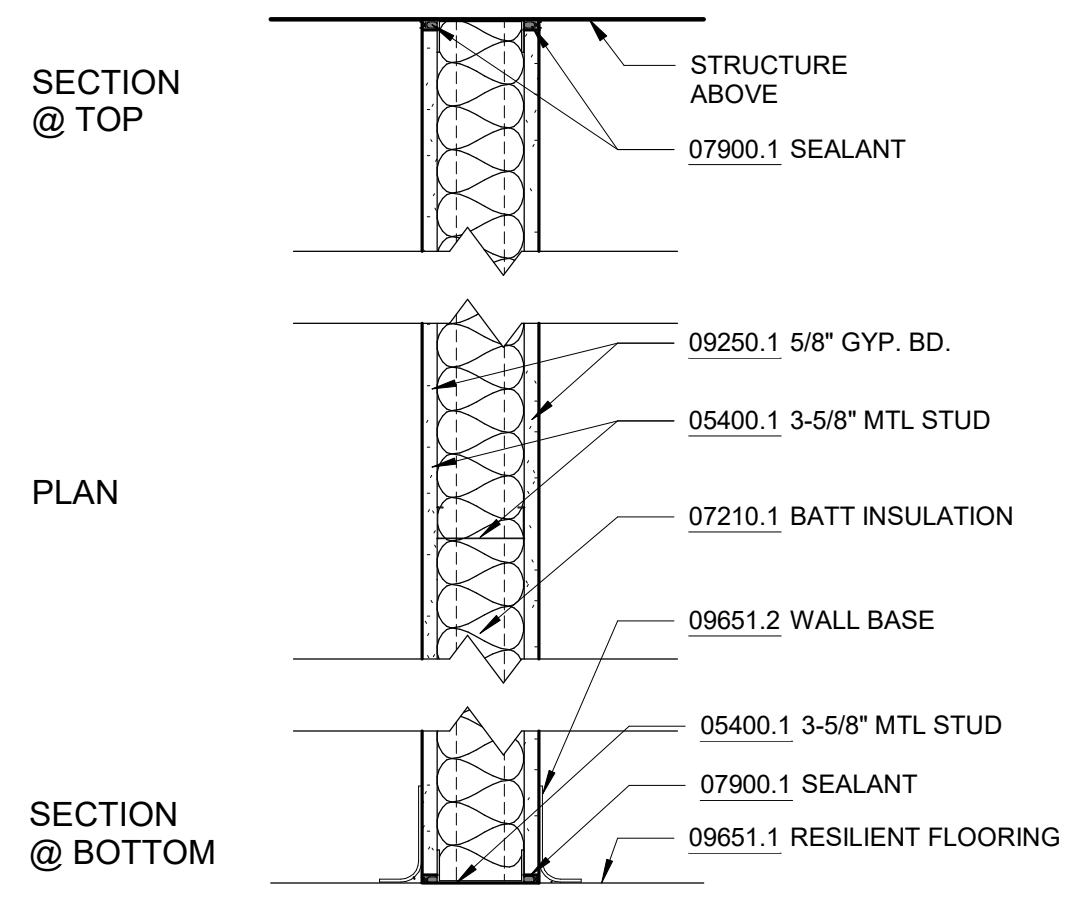 SECTION
@ TOP
STRUCTURE
ABOVE
07900.1 SEALANT
09250.1 5/8" GYP. BD.
05400.1 3-5/8" MTL STUD
PLAN
07210.1 BATT INSULATION
09651.2 WALL BASE
05400.1 3-5/8" MTL STUD
07900.1 SEALANT
SECTION
@ BOTTOM
09651.1 RESILIENT FLOORING